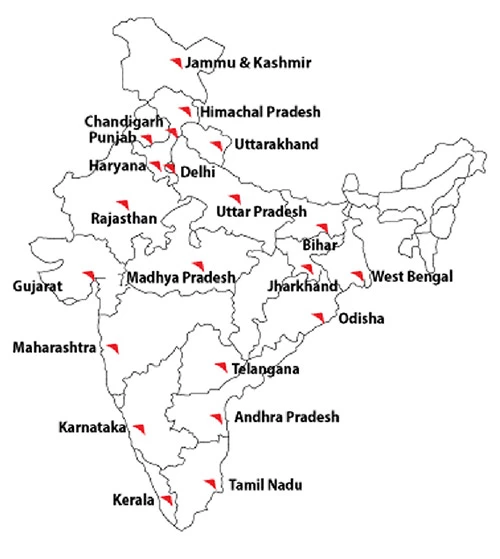 Jammu & Kashmir
Himachal Pradesh
Chandigarh
Punjab
Uttarakhand
Haryana
Delhi
Uttar Pradesh
Rajasthan
Bihar
Madhya Pradesh
West Bengal
Gujarat
Jharkhand
Odisha
Maharashtra
Telangana
Andhra Pradesh
Karnataka
Tamil Nadu
Kerala